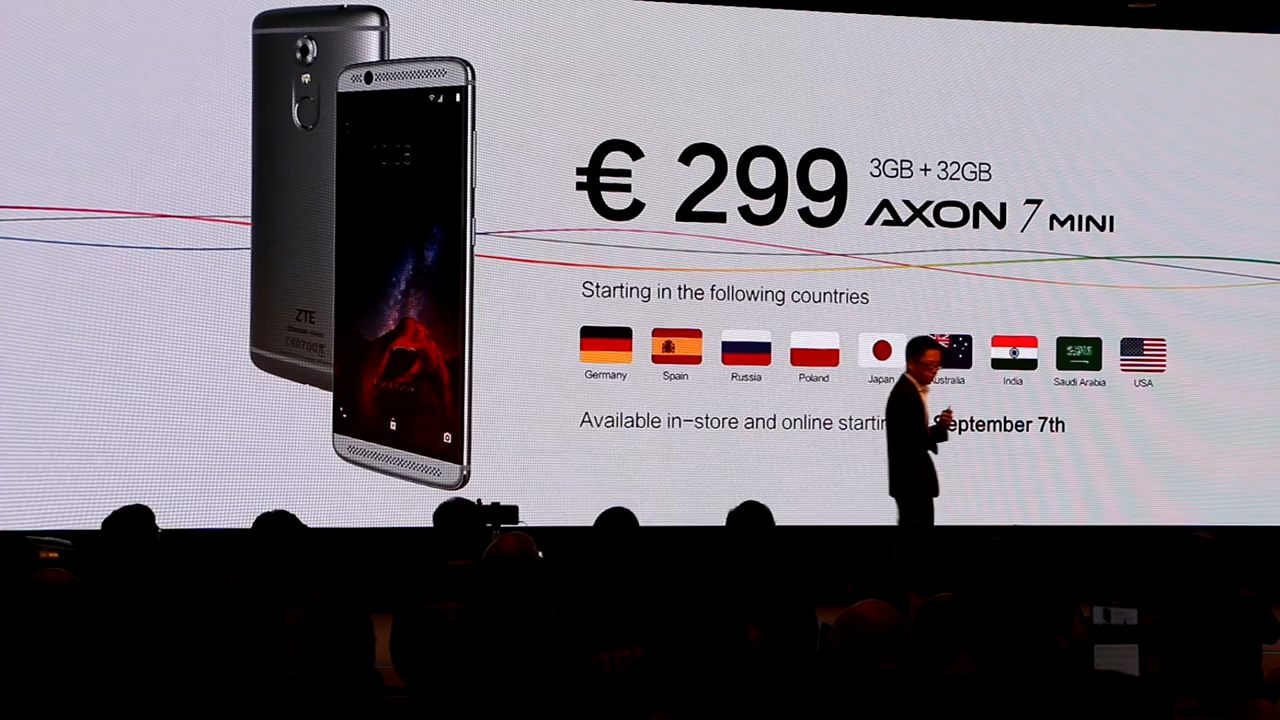 € 299
3GB + 32GB
AXON 7 MINI
Starting in the following countries
Germany Spain Russia Poland Japan ustralia India Saudi Arabia USA
Available in-store and online startin eptember 7th
ZTE